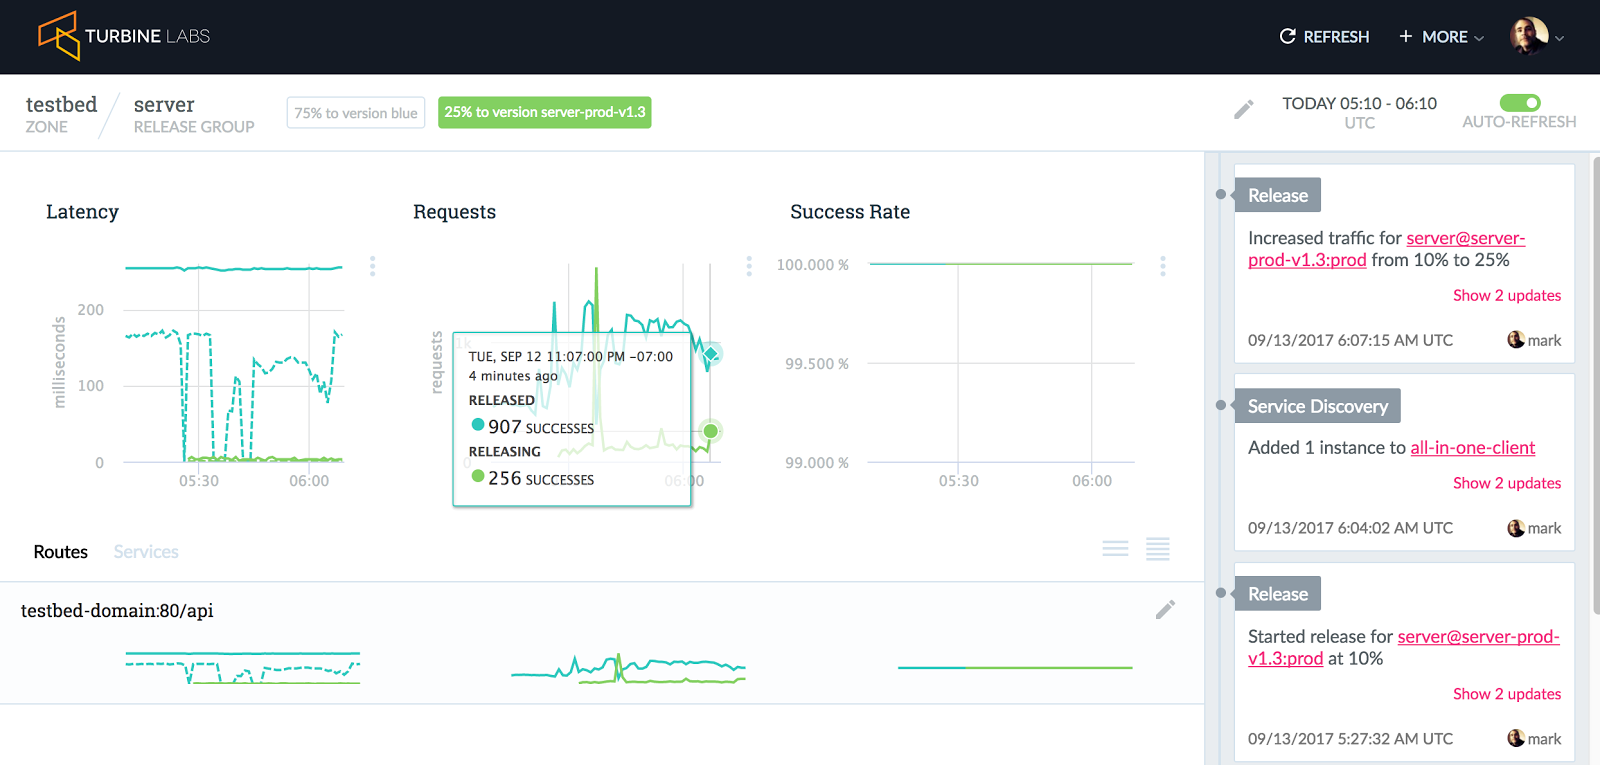 TURBINE LABS
REFRESH
+ MORE
testbed
ZONE
server
RELEASE GROUP
75% to version blue
25% to version server-prod-v1.3
TODAY 05:10 - 06:10
UTC
AUTO-REFRESH
Latency
milliseconds
200
100
0
05:30
06:00
Requests
requests
1k
0
06:00
TUE, SEP 12 11:07:00 PM −07:00
4 minutes ago
RELEASED
907 SUCCESSES
RELEASING
256 SUCCESSES
Success Rate
100.000 %
99.500 %
99.000 %
05:30
06:00
Routes
Services
testbed-domain:80/api
Release
Increased traffic for server@server-
prod-v1.3:prod from 10% to 25%
Show 2 updates
09/13/2017 6:07:15 AM UTC
mark
Service Discovery
Added 1 instance to all-in-one-client
Show 2 updates
09/13/2017 6:04:02 AM UTC
mark
Release
Started release for server@server-prod-
v1.3:prod at 10%
Show 2 updates
09/13/2017 5:27:32 AM UTC
mark